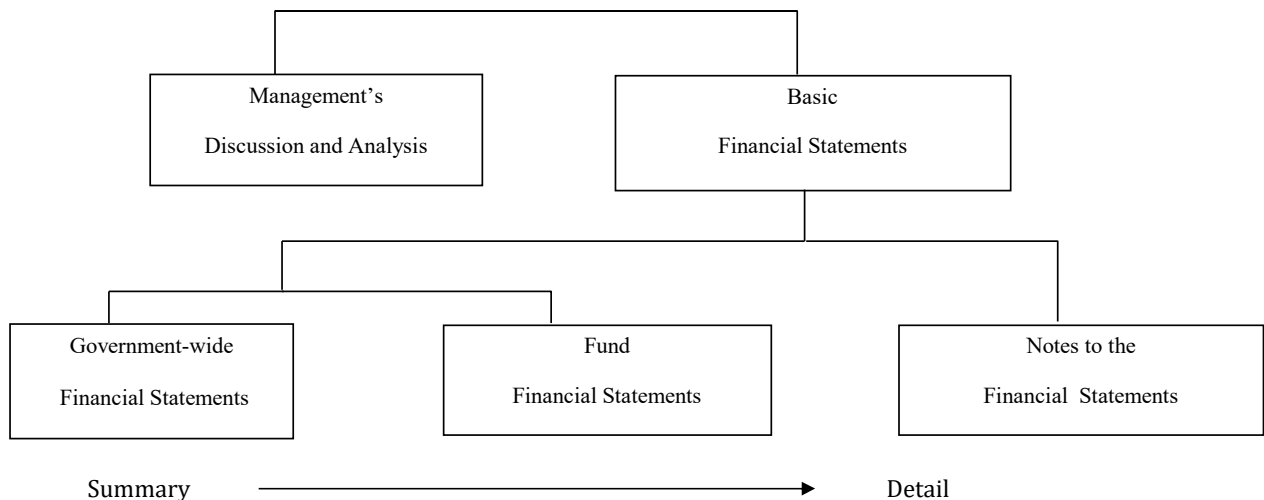 Management’s
Discussion and Analysis
Basic
Financial Statements
Government-wide
Financial Statements
Fund
Financial Statements
Notes to the
Financial Statements
Summary
Detail